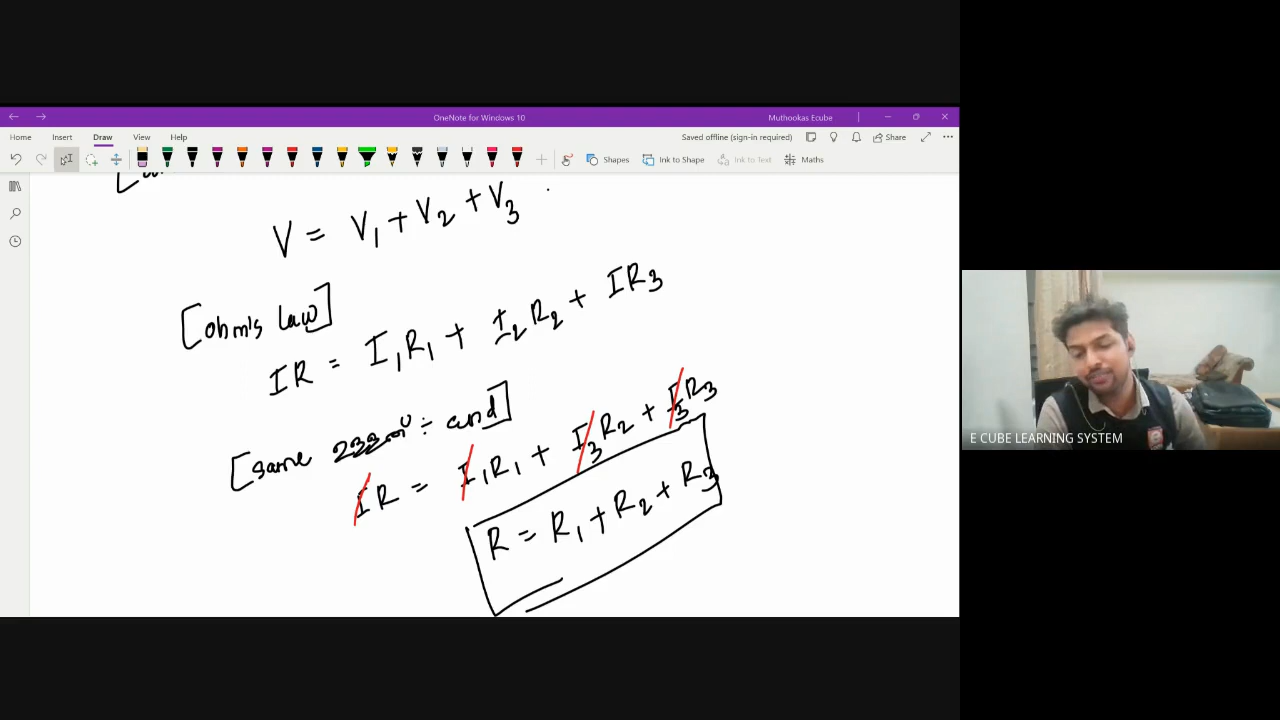 OneNote for Windows 10
Muthookas Ecube
Home Insert Draw View Help
Saved offline (sign-in required)
Share
Shapes
Ink to Shape
Ink to Text
Maths
V = V1 + V2 + V3
[ohm's law]
IR = I1R1 + I2R2 + IR3
[same ÷ and]
IR = I1R1 + I3R2 + I3R3
R = R1 + R2 + R3
E CUBE LEARNING SYSTEM